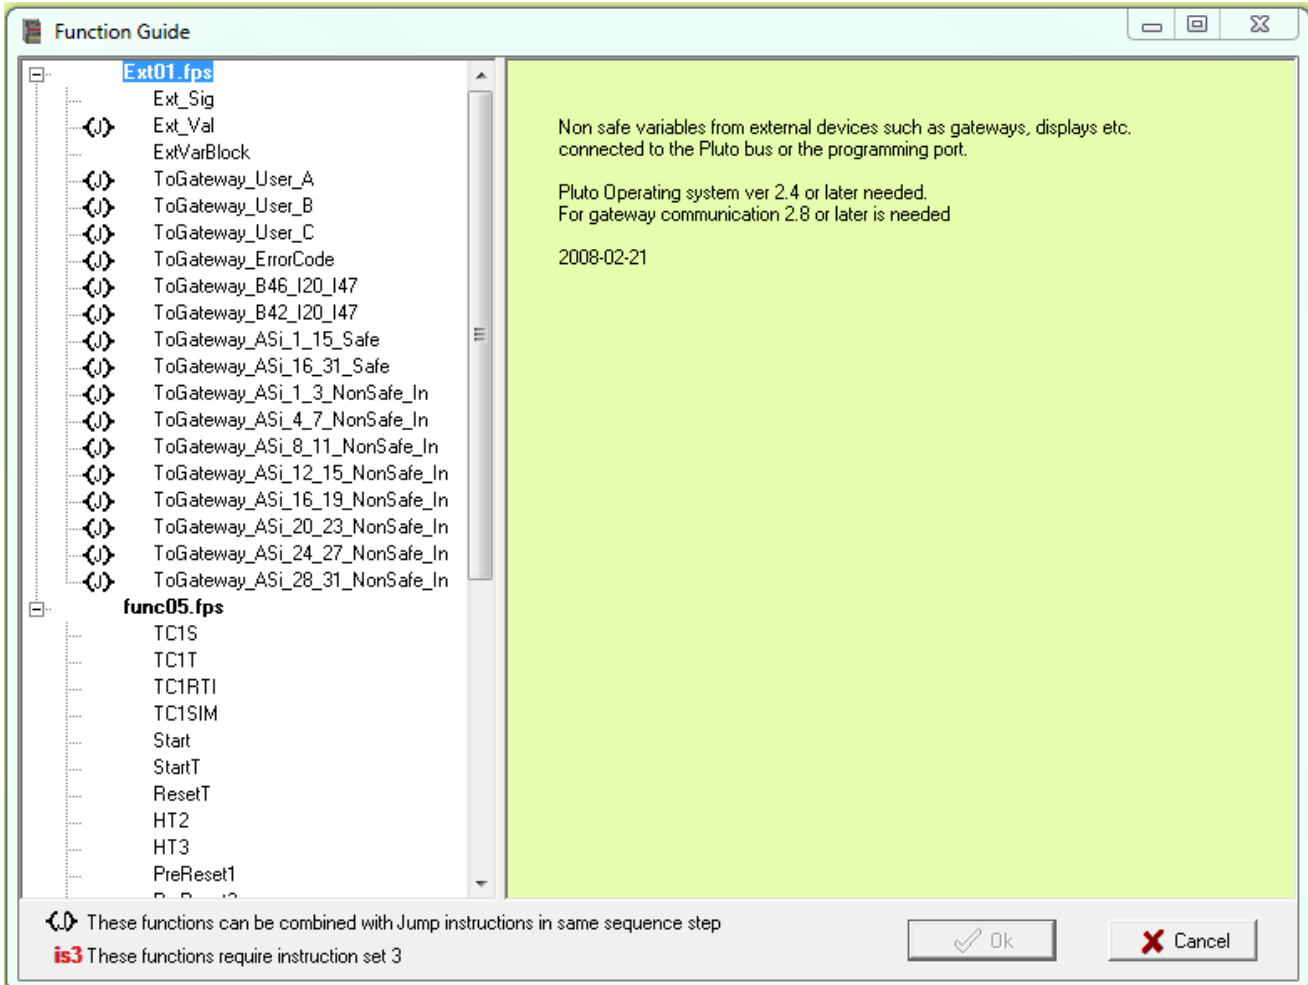 Function Guide
Ext01.fps
Ext_Sig
(J) Ext_Val
ExtVarBlock
(J) ToGateway_User_A
(J) ToGateway_User_B
(J) ToGateway_User_C
(J) ToGateway_ErrorCode
(J) ToGateway_B46_I20_I47
(J) ToGateway_B42_I20_I47
(J) ToGateway_ASi_1_15_Safe
(J) ToGateway_ASi_16_31_Safe
(J) ToGateway_ASi_1_3_NonSafe_In
(J) ToGateway_ASi_4_7_NonSafe_In
(J) ToGateway_ASi_8_11_NonSafe_In
(J) ToGateway_ASi_12_15_NonSafe_In
(J) ToGateway_ASi_16_19_NonSafe_In
(J) ToGateway_ASi_20_23_NonSafe_In
(J) ToGateway_ASi_24_27_NonSafe_In
(J) ToGateway_ASi_28_31_NonSafe_In
func05.fps
TC1S
TC1T
TC1RTI
TC1SIM
Start
StartT
ResetT
HT2
HT3
PreReset1
Non safe variables from external devices such as gateways, displays etc.
connected to the Pluto bus or the programming port.
Pluto Operating system ver 2.4 or later needed.
For gateway communication 2.8 or later is needed
2008-02-21
(J) These functions can be combined with Jump instructions in same sequence step
is3 These functions require instruction set 3
Ok
Cancel